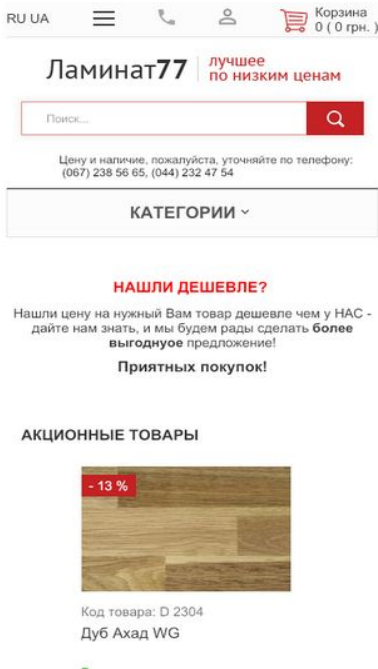 RU UA
Корзина
0 ( 0 грн. )
Ламинат77
лучшее
по низким ценам
Поиск...
Цену и наличие, пожалуйста, уточняйте по телефону:
(067) 238 56 65, (044) 232 47 54
КАТЕГОРИИ
НАШЛИ ДЕШЕВЛЕ?
Нашли цену на нужный Вам товар дешевле чем у НАС -
дайте нам знать, и мы будем рады сделать более
выгоднуое предложение!
Приятных покупок!
АКЦИОННЫЕ ТОВАРЫ
- 13 %
Код товара: D 2304
Дуб Ахад WG